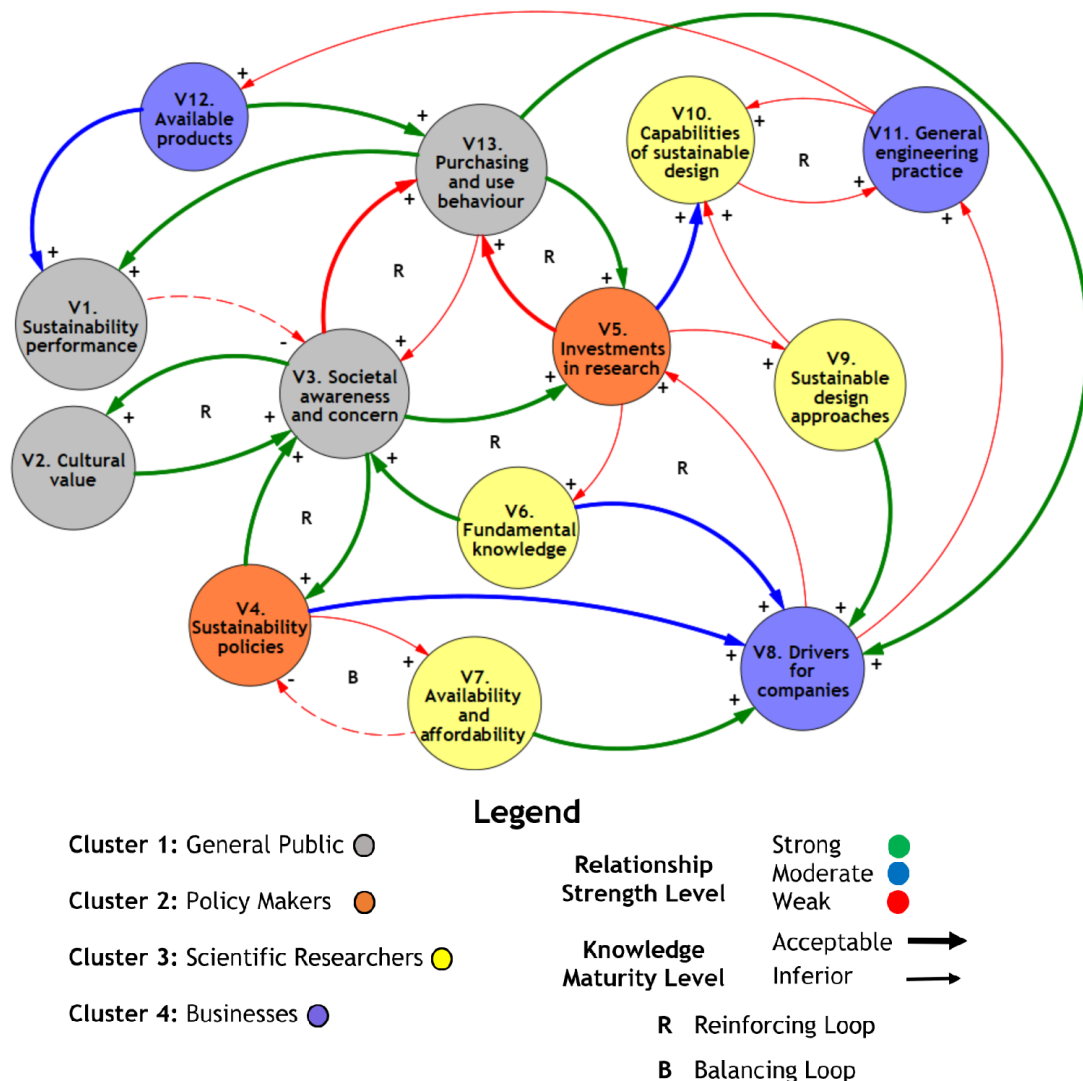 V12.
Available
products
+
+
V13.
Purchasing
and use
behaviour
+
V10.
Capabilities
of sustainable
design
+
R
V11. General
engineering
practice
+
+
+
+
+
+
+
R
R
+
+
V1.
Sustainability
performance
-
+
V5.
Investments
in research
+
+
+
V9.
Sustainable
design
approaches
V3. Societal
awareness
and concern
R
+
+
V2. Cultural
value
+
+
R
R
+
V6.
Fundamental
knowledge
R
+
V4.
Sustainability
policies
+
+
+
+
V8. Drivers
for
companies
+
+
-
B
V7.
Availability
and
affordability
Legend
Cluster 1: General Public
Cluster 2: Policy Makers
Cluster 3: Scientific Researchers
Cluster 4: Businesses
Relationship
Strength Level
Strong
Moderate
Weak
Knowledge
Maturity Level
Acceptable
Inferior
R Reinforcing Loop
B Balancing Loop